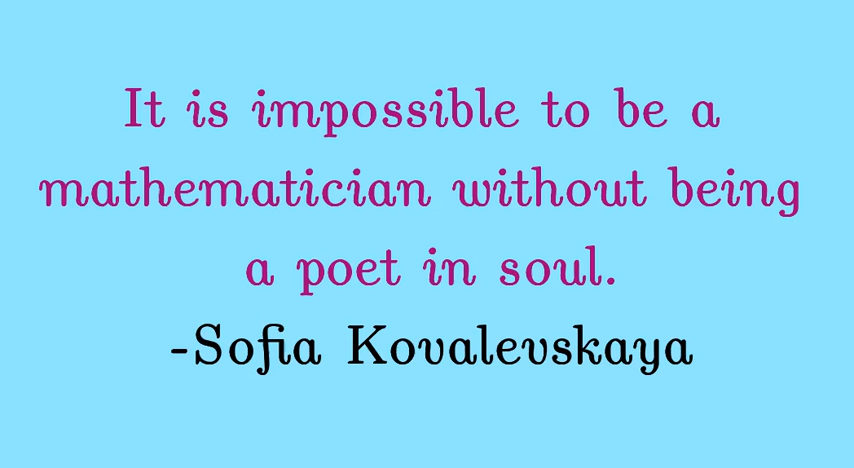 It is impossible to be a
mathematician without being
a poet in soul.
-Sofia Kovalevskaya